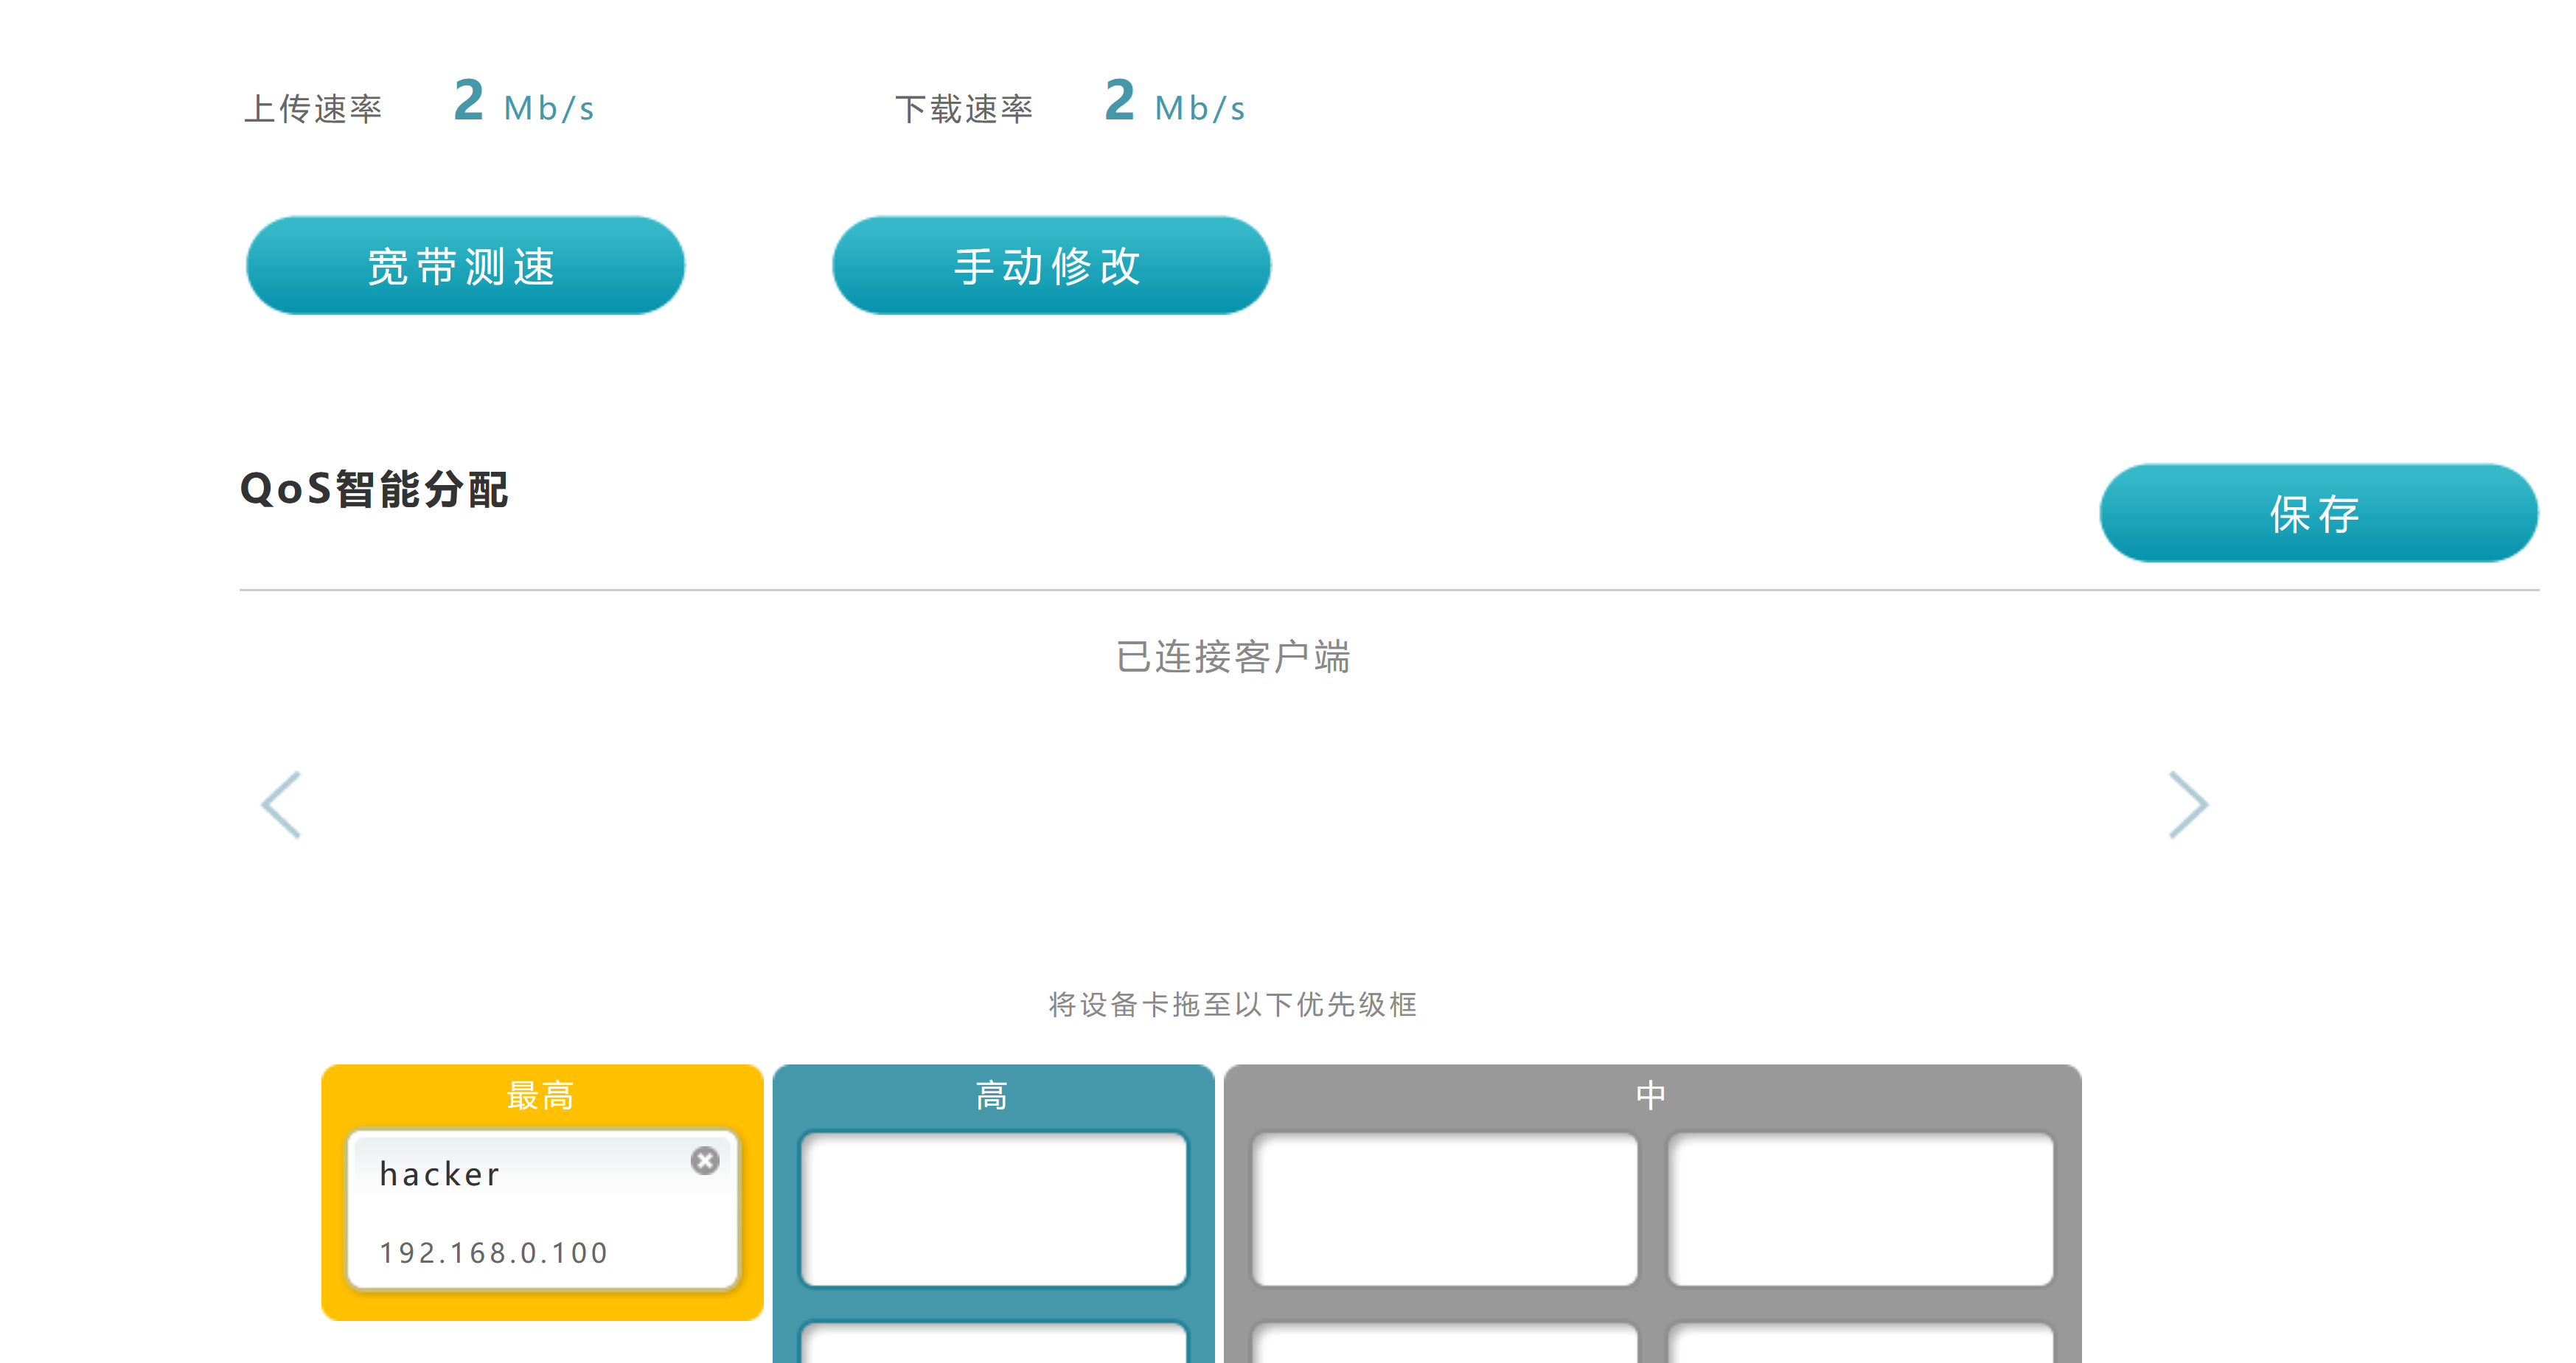 上传速率 2 Mb/s 下载速率 2 Mb/s
宽带测速 手动修改
QoS智能分配 保存
已连接客户端
将设备卡拖至以下优先级框
最高 高 中
hacker
192.168.0.100